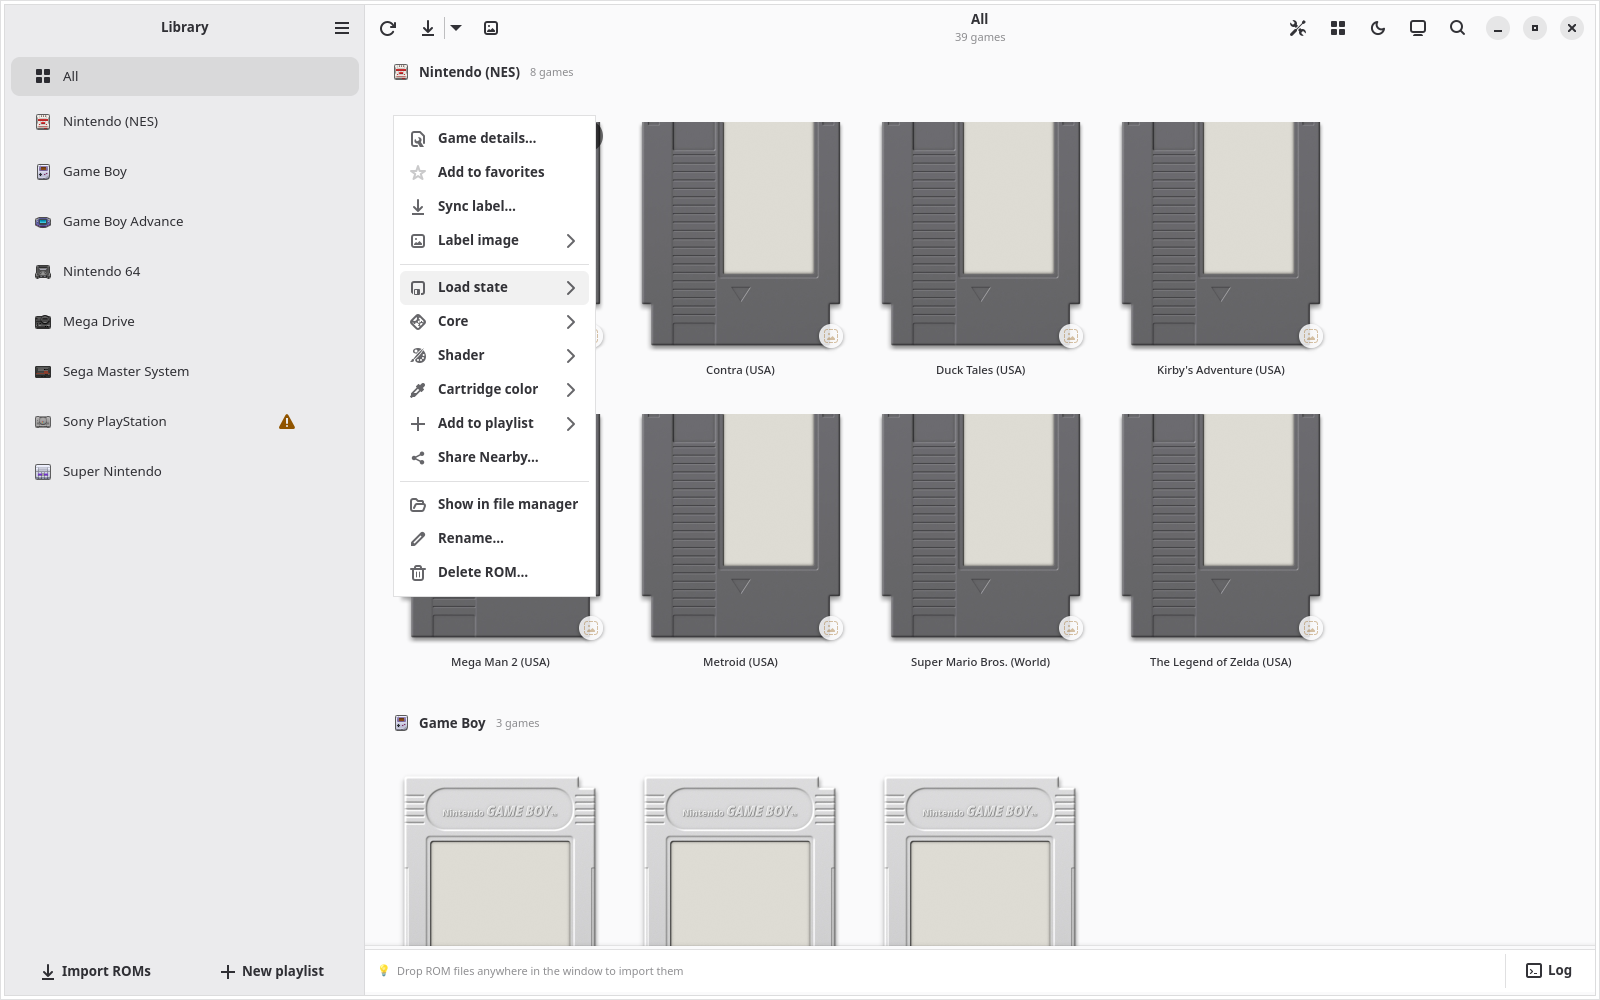 Library
All
39 games
All
Nintendo (NES)
Game Boy
Game Boy Advance
Nintendo 64
Mega Drive
Sega Master System
Sony PlayStation
Super Nintendo
Import ROMs
New playlist
Nintendo (NES) 8 games
Game details...
Add to favorites
Sync label...
Label image
Load state
Core
Shader
Cartridge color
Add to playlist
Share Nearby...
Show in file manager
Rename...
Delete ROM...
Contra (USA)
Duck Tales (USA)
Kirby's Adventure (USA)
Mega Man 2 (USA)
Metroid (USA)
Super Mario Bros. (World)
The Legend of Zelda (USA)
Game Boy 3 games
Nintendo GAME BOY™
Nintendo GAME BOY™
Nintendo GAME BOY™
Drop ROM files anywhere in the window to import them
Log